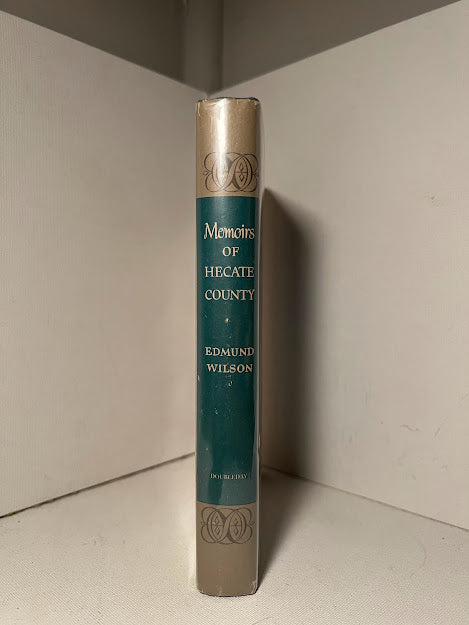 Memoirs
OF
HECATE
COUNTY
EDMUND
WILSON
DOUBLEDAY